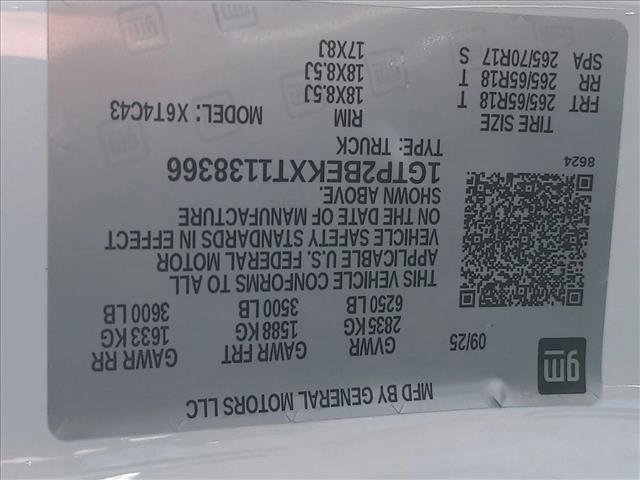 MFD BY GENERAL MOTORS LLC
gm
09/25 GVWR GAWR FRT GAWR RR
2835 KG 1588 KG 1633 KG
6250 LB 3500 LB 3600 LB
THIS VEHICLE CONFORMS TO ALL
APPLICABLE U.S. FEDERAL MOTOR
VEHICLE SAFETY STANDARDS IN EFFECT
ON THE DATE OF MANUFACTURE
SHOWN ABOVE.
8624 1GTP2BEKXT1138366
TYPE: TRUCK
TIRE SIZE RIM MODEL: X6T4C43
FRT 265/65R18 T 18X8.5J
RR 265/65R18 T 18X8.5J
SPA 265/70R17 S 17X8J